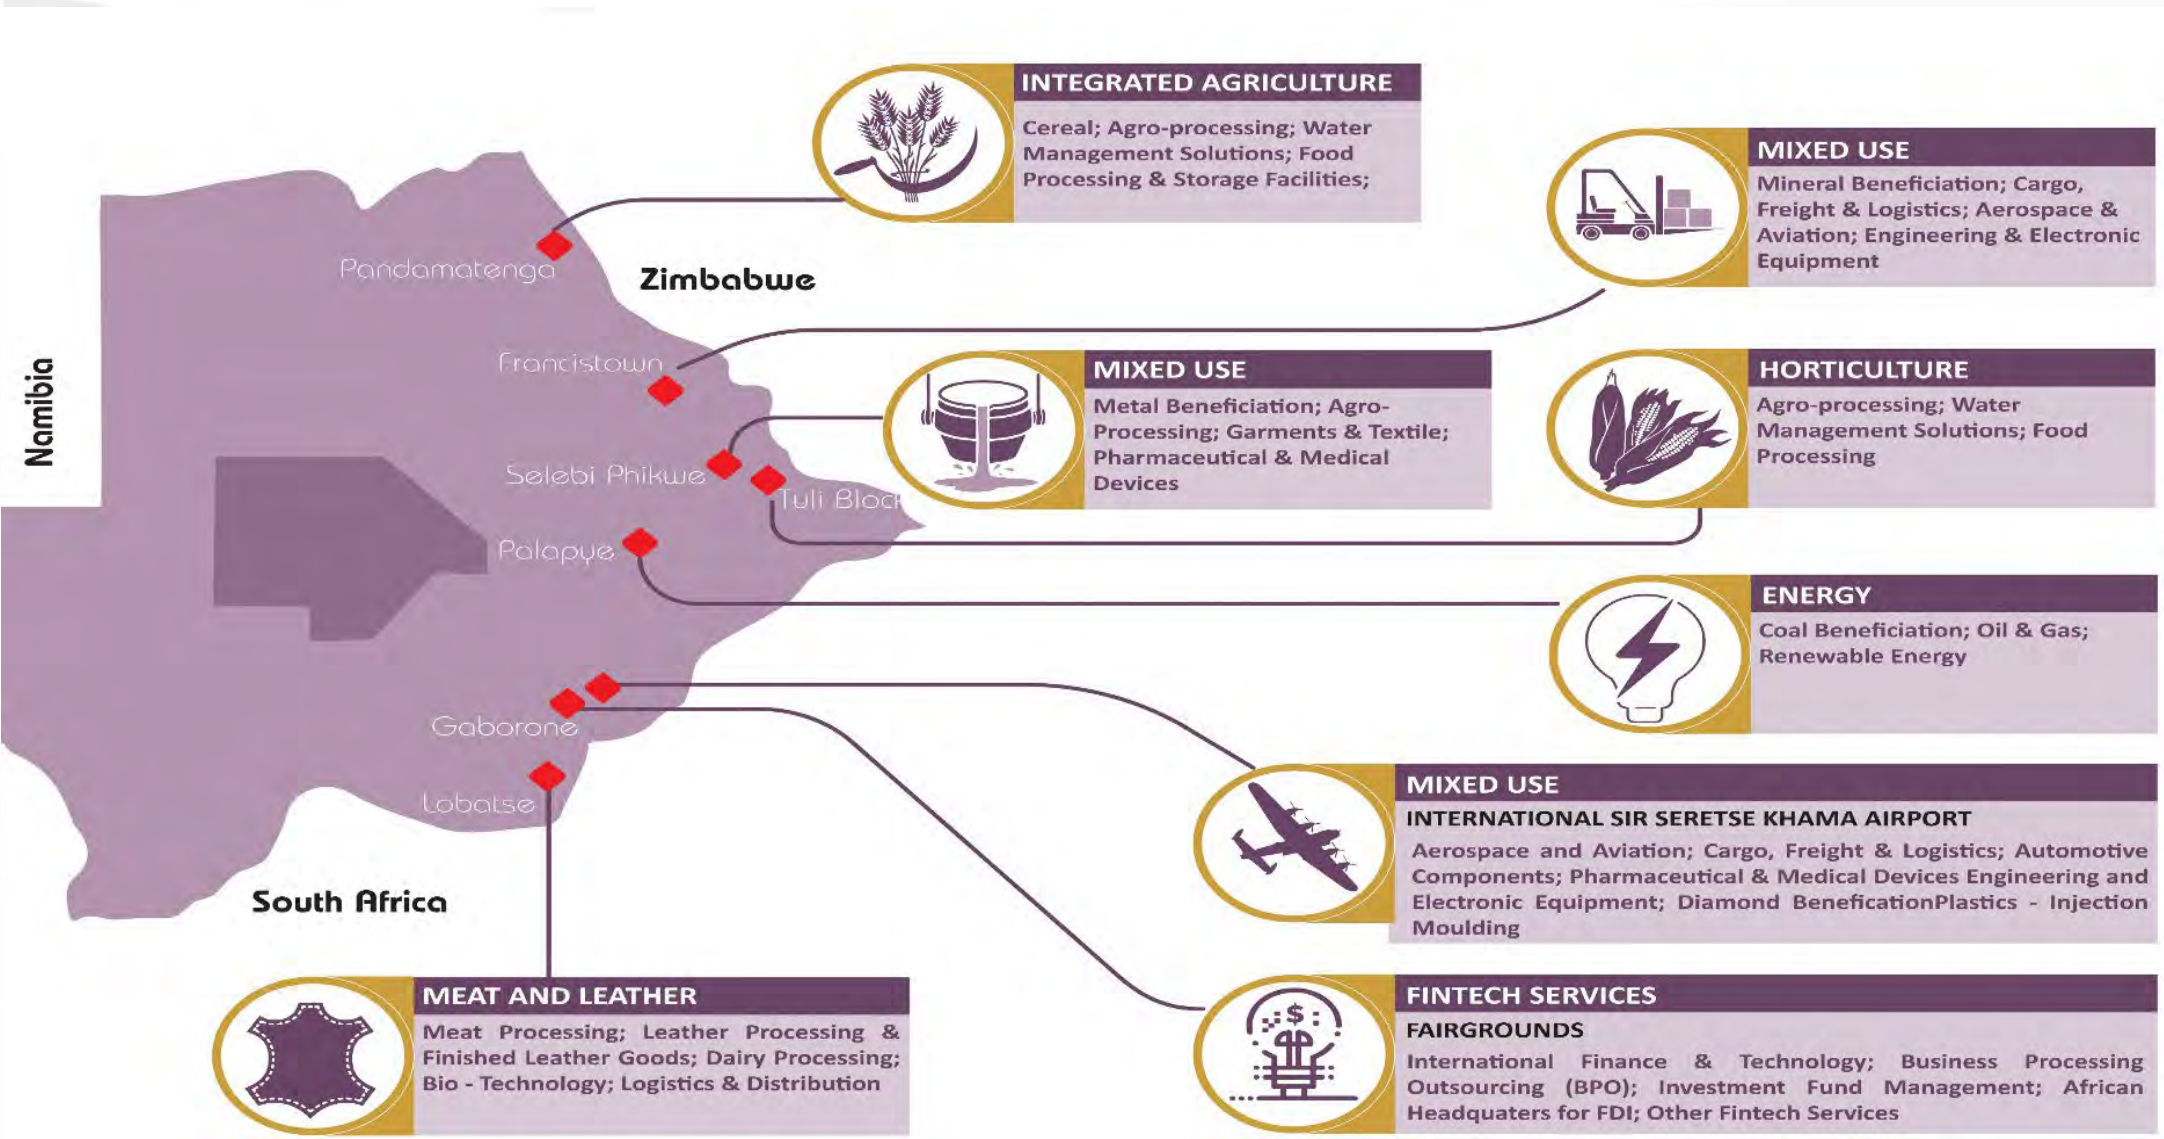 INTEGRATED AGRICULTURE
Cereal; Agro-processing; Water
Management Solutions; Food
Processing & Storage Facilities;
MIXED USE
Mineral Beneficiation; Cargo,
Freight & Logistics; Aerospace &
Aviation; Engineering & Electronic
Equipment
Pandamatenga
Zimbabwe
Namibia
Francistown
MIXED USE
Metal Beneficiation; Agro-
Processing; Garments & Textile;
Pharmaceutical & Medical
Devices
HORTICULTURE
Agro-processing; Water
Management Solutions; Food
Processing
Selebi Phikwe
Tuli Block
Palapye
ENERGY
Coal Beneficiation; Oil & Gas;
Renewable Energy
Gaborone
Lobatse
South Africa
MIXED USE
INTERNATIONAL SIR SERETSE KHAMA AIRPORT
Aerospace and Aviation; Cargo, Freight & Logistics; Automotive
Components; Pharmaceutical & Medical Devices Engineering and
Electronic Equipment; Diamond BeneficationPlastics - Injection
Moulding
MEAT AND LEATHER
Meat Processing; Leather Processing &
Finished Leather Goods; Dairy Processing;
Bio - Technology; Logistics & Distribution
$
FINTECH SERVICES
FAIRGROUNDS
International Finance & Technology; Business Processing
Outsourcing (BPO); Investment Fund Management; African
Headquaters for FDI; Other Fintech Services